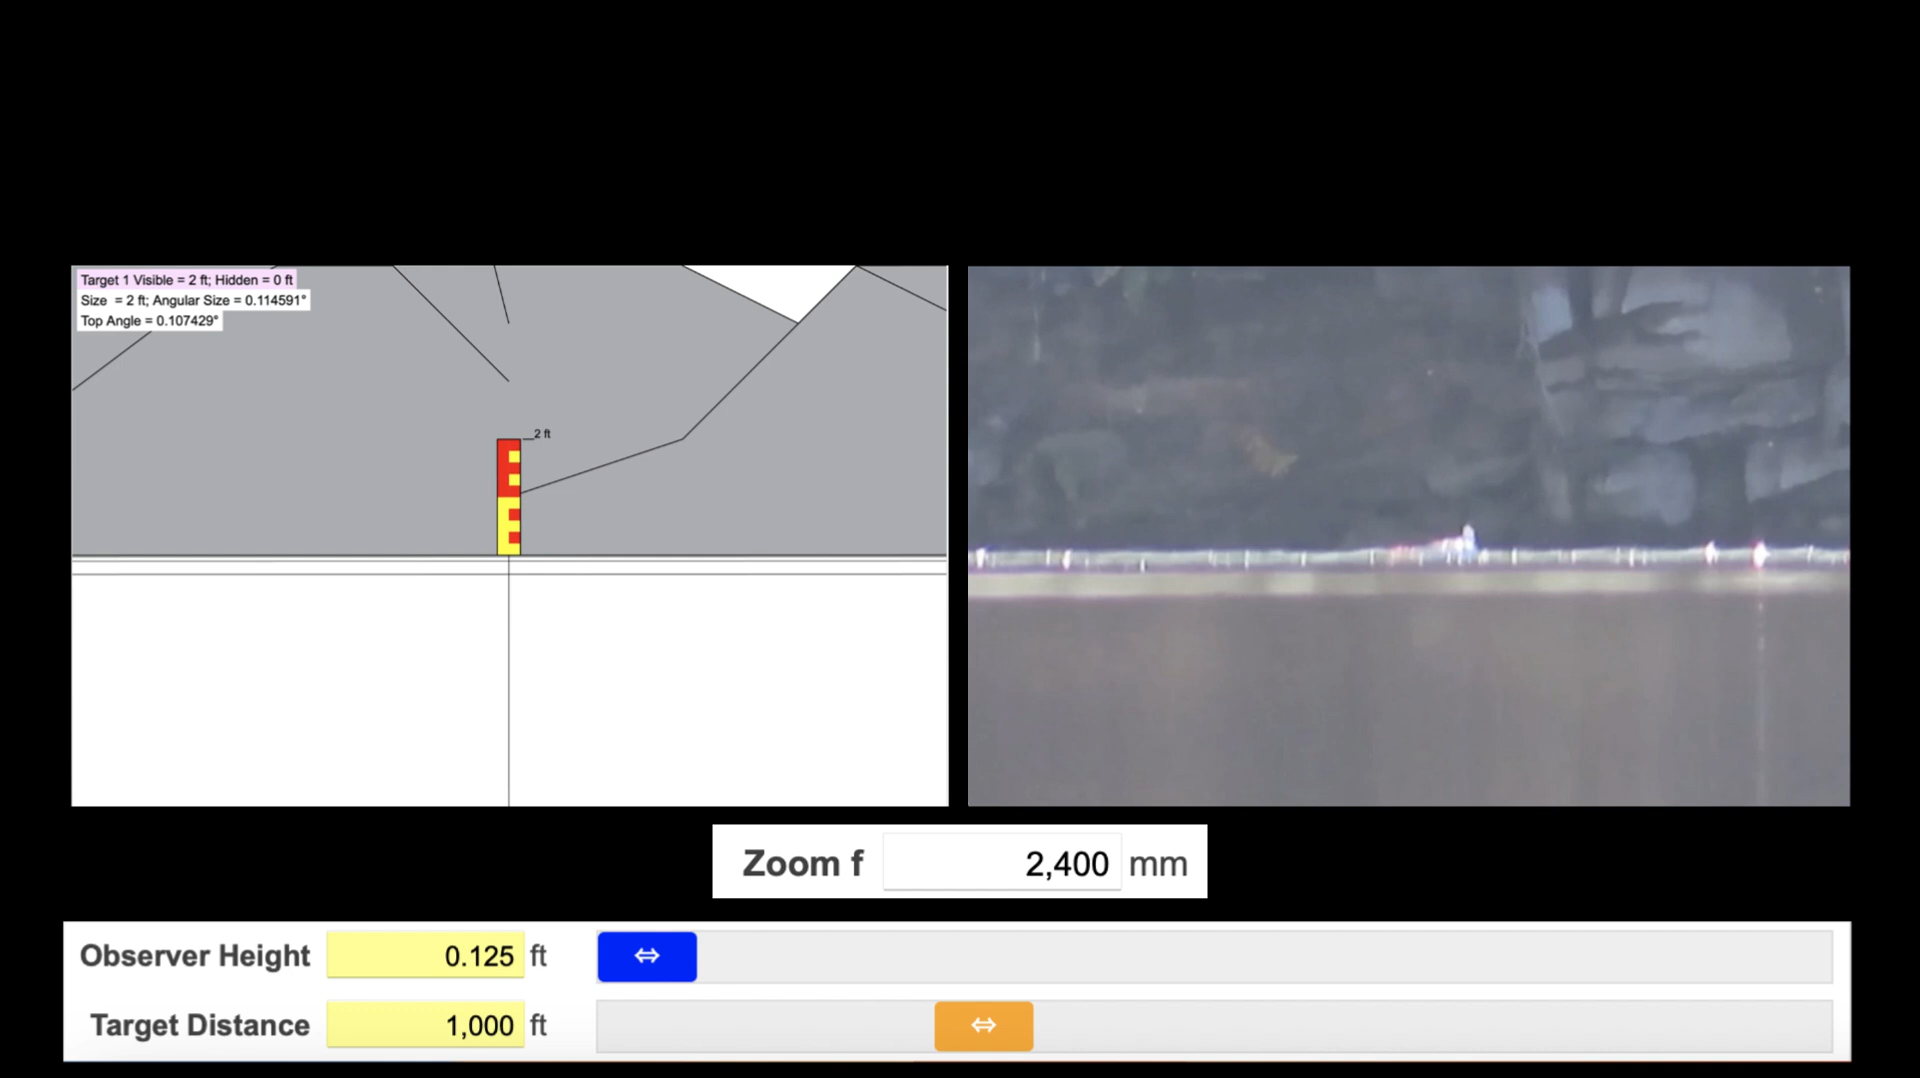 Target 1 Visible = 2 ft; Hidden = 0 ft
Size = 2 ft; Angular Size = 0.114591°
Top Angle = 0.107429°
2 ft
Zoom f 2,400 mm
Observer Height 0.125 ft
Target Distance 1,000 ft